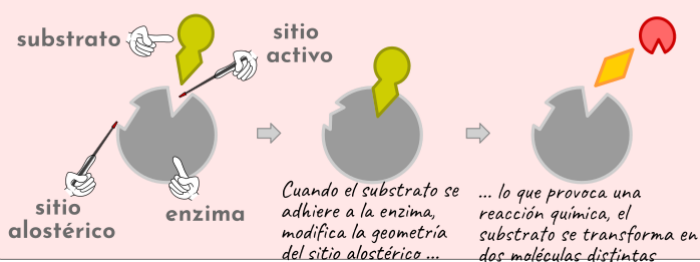 substrato
sitio
activo
sitio
alostérico
enzima
Cuando el substrato se
adhiere a la enzima,
modifica la geometría
del sitio alostérico ...
... lo que provoca una
reacción química, el
substrato se transforma en
dos moléculas distintas